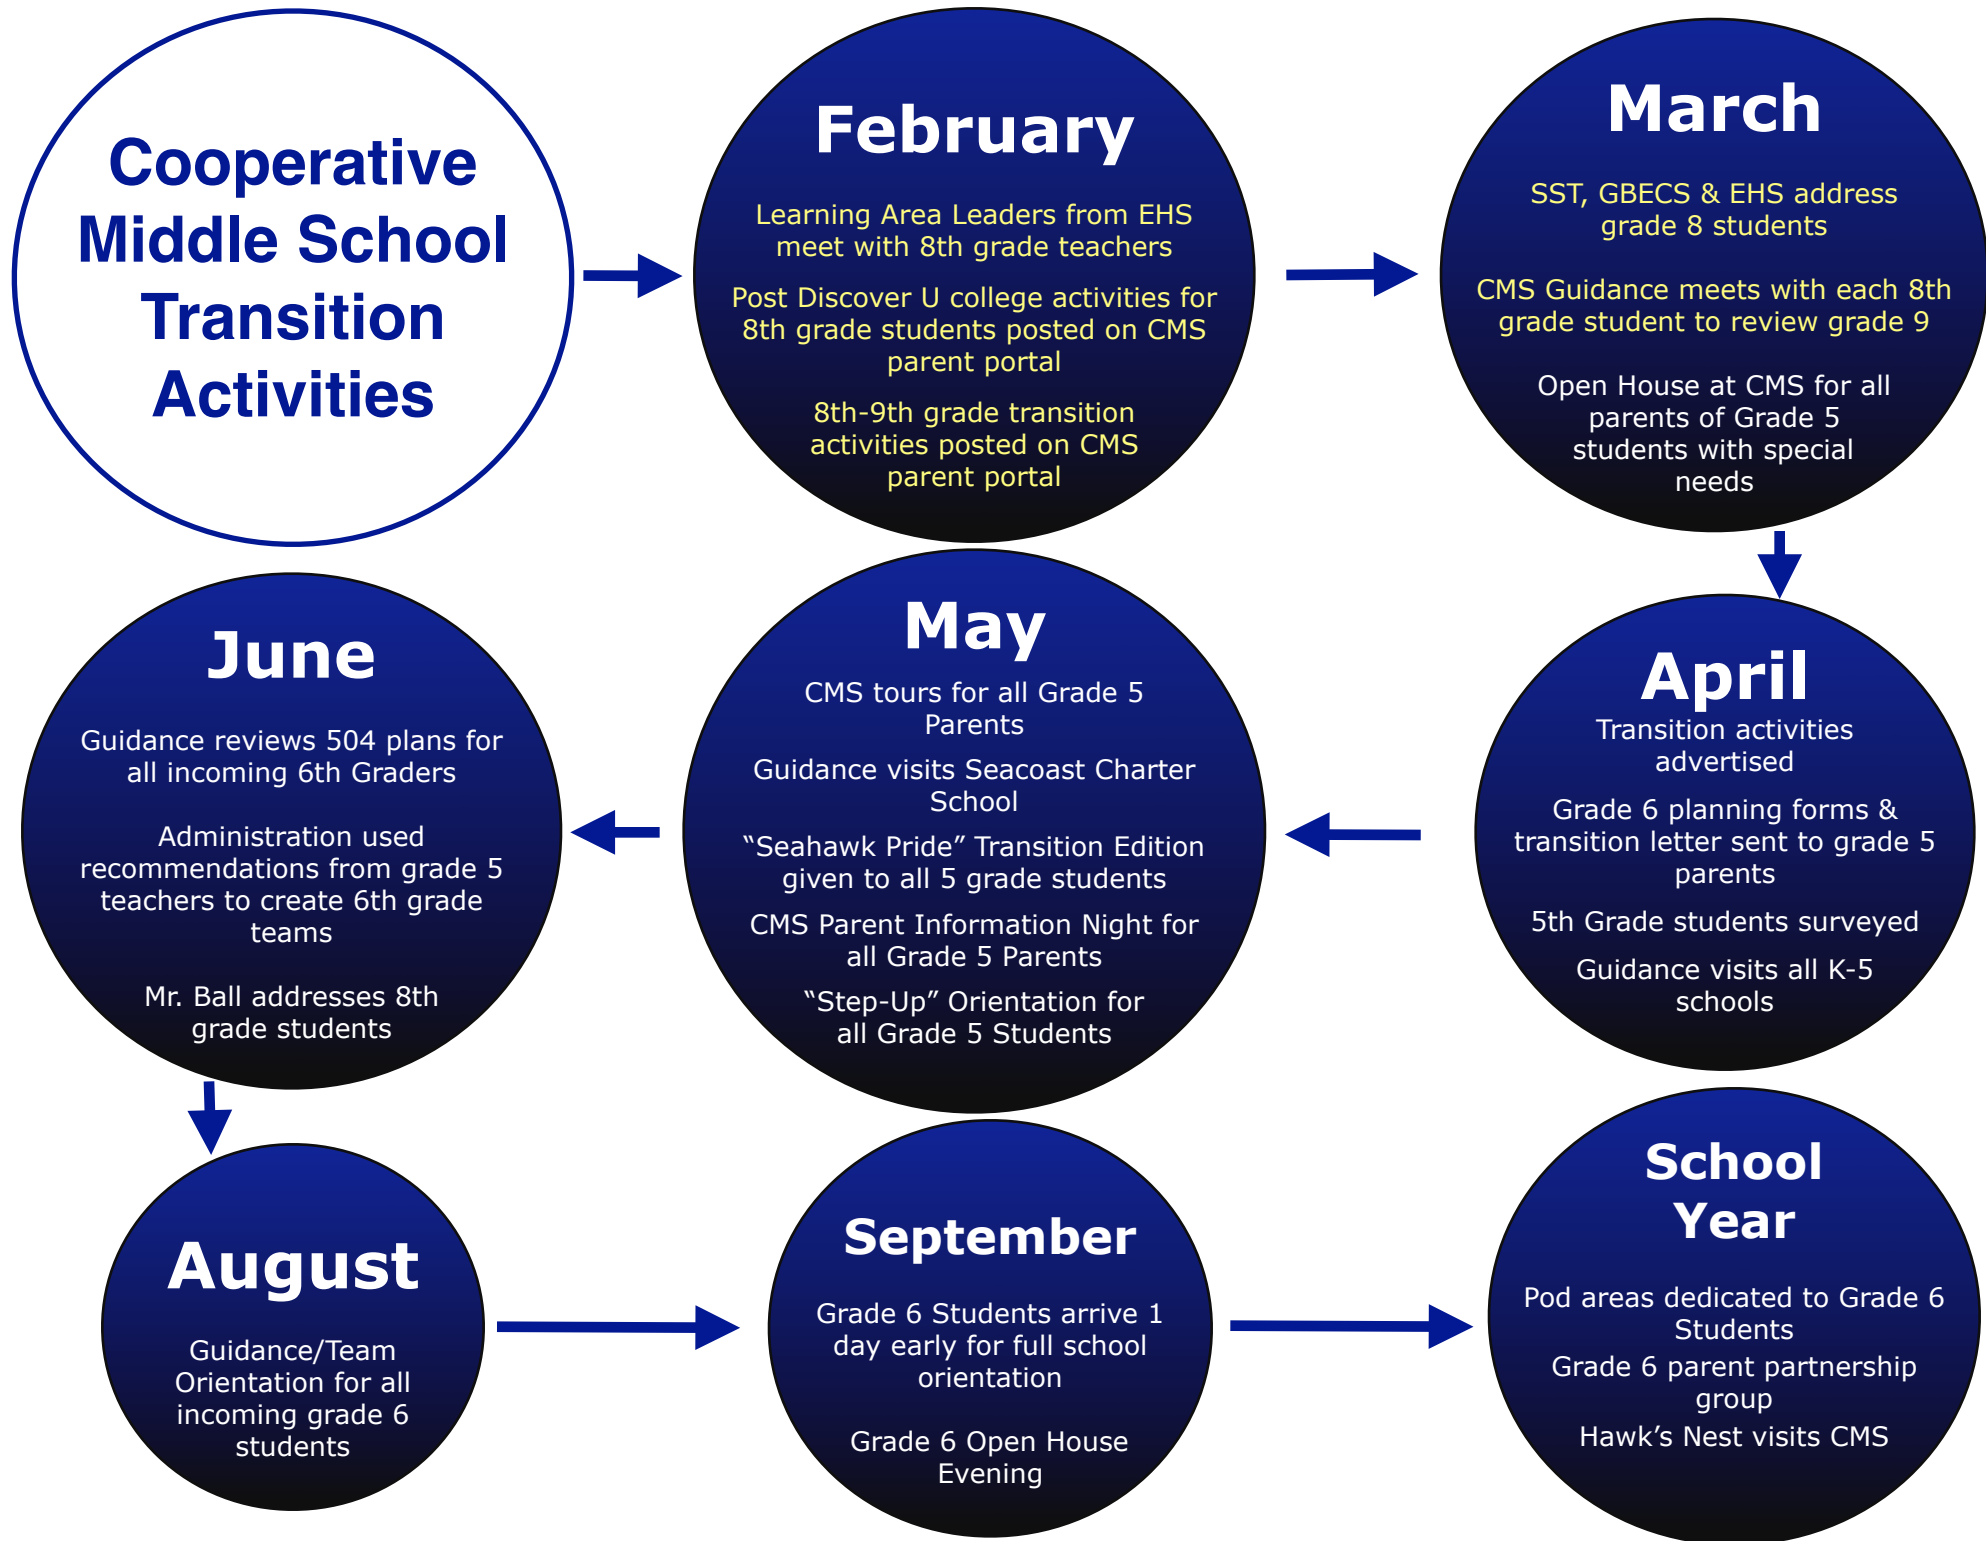 Cooperative
Middle School
Transition
Activities
February
Learning Area Leaders from EHS
meet with 8th grade teachers
Post Discover U college activities for
8th grade students posted on CMS
parent portal
8th-9th grade transition
activities posted on CMS
parent portal
March
SST, GBECS & EHS address
grade 8 students
CMS Guidance meets with each 8th
grade student to review grade 9
Open House at CMS for all
parents of Grade 5
students with special
needs
April
Transition activities
advertised
Grade 6 planning forms &
transition letter sent to grade 5
parents
5th Grade students surveyed
Guidance visits all K-5
schools
May
CMS tours for all Grade 5
Parents
Guidance visits Seacoast Charter
School
“Seahawk Pride” Transition Edition
given to all 5 grade students
CMS Parent Information Night for
all Grade 5 Parents
“Step-Up” Orientation for
all Grade 5 Students
June
Guidance reviews 504 plans for
all incoming 6th Graders
Administration used
recommendations from grade 5
teachers to create 6th grade
teams
Mr. Ball addresses 8th
grade students
August
Guidance/Team
Orientation for all
incoming grade 6
students
September
Grade 6 Students arrive 1
day early for full school
orientation
Grade 6 Open House
Evening
School
Year
Pod areas dedicated to Grade 6
Students
Grade 6 parent partnership
group
Hawk’s Nest visits CMS